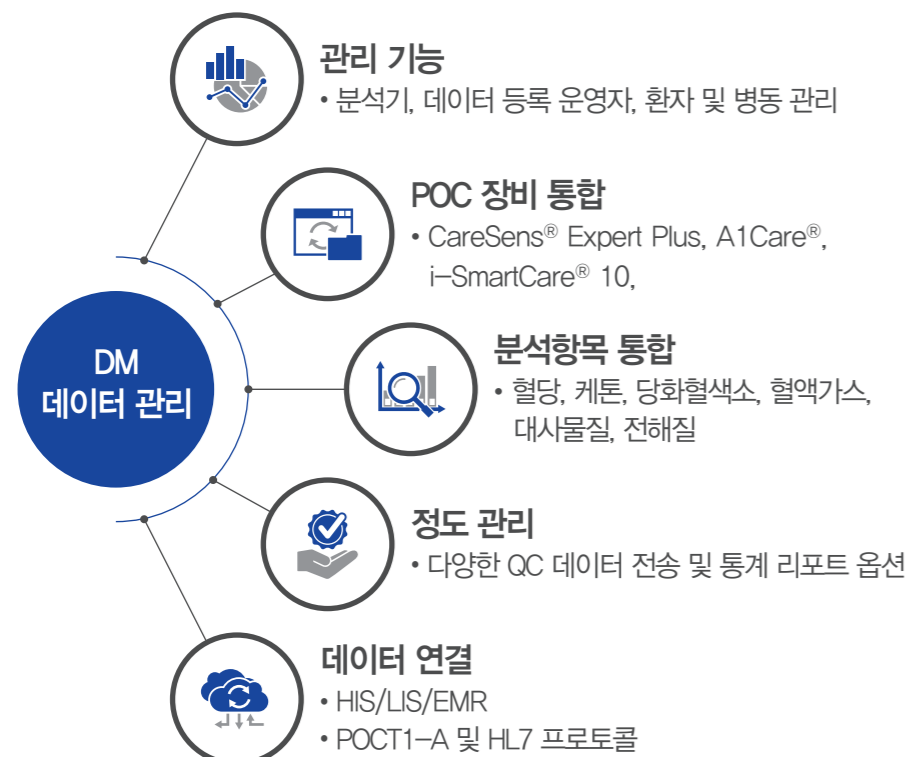 관리 기능
• 분석기, 데이터 등록 운영자, 환자 및 병동 관리
POC 장비 통합
• CareSens® Expert Plus, A1Care®,
i-SmartCare® 10,
DM
데이터 관리
분석항목 통합
• 혈당, 케톤, 당화혈색소, 혈액가스,
대사물질, 전해질
정도 관리
• 다양한 QC 데이터 전송 및 통계 리포트 옵션
데이터 연결
• HIS/LIS/EMR
• POCT1-A 및 HL7 프로토콜